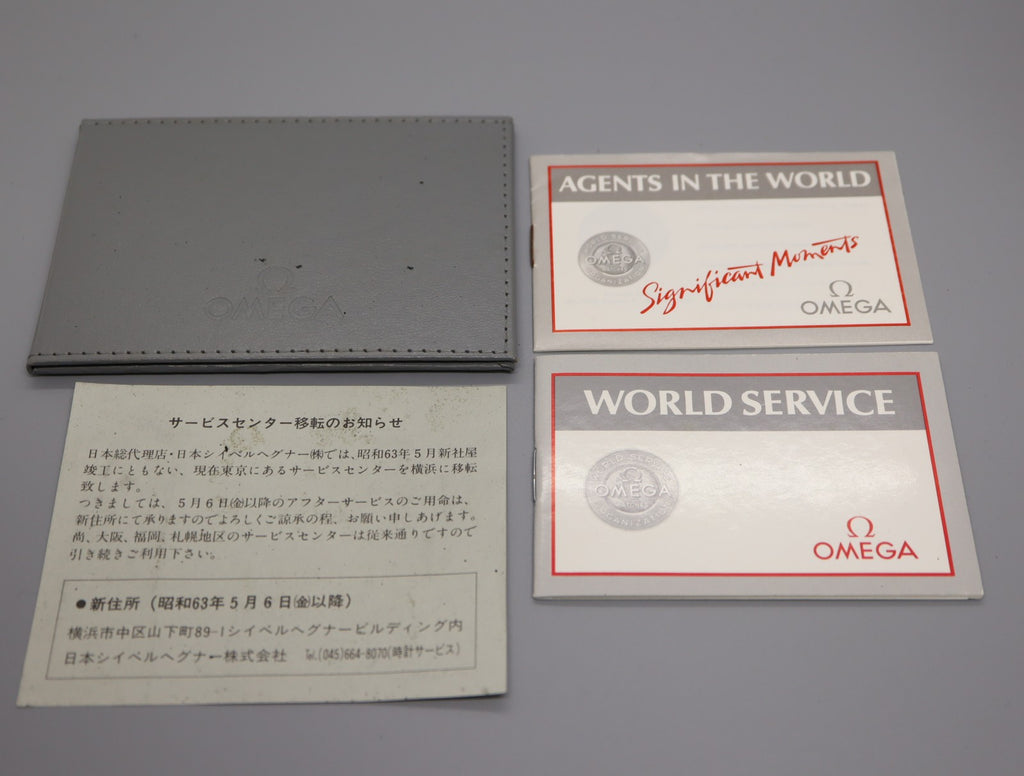 Ω
OMEGA
AGENTS IN THE WORLD
WORLD SERVICE
Ω
OMEGA
ORGANIZATION
Significant Moments
Ω
OMEGA
WORLD SERVICE
WORLD SERVICE
Ω
OMEGA
ORGANIZATION
Ω
OMEGA
サービスセンター移転のお知らせ
日本総代理店・日本シイベルヘグナー㈱では、昭和63年5月新社屋
竣工にともない、現在東京にあるサービスセンターを横浜に移転
致します。
つきましては、5月6日㈮以降のアフターサービスのご用命は、
新住所にて承りますのでよろしくご諒承の程、お願い申しあげます。
尚、大阪、福岡、札幌地区のサービスセンターは従来通りですので
引き続きご利用下さい。
●新住所（昭和63年5月6日㈮以降）
横浜市中区山下町89-1シイベルヘグナービルディング内
日本シイベルヘグナー株式会社 ℡.(045)664-8070(時計サービス)